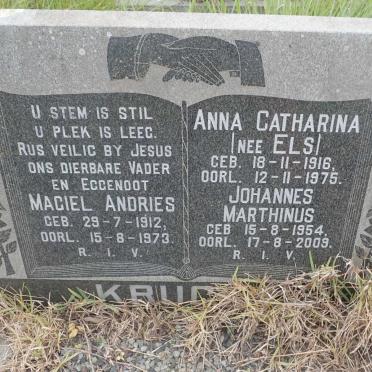 U STEM IS STIL
U PLEK IS LEEG.
RUS VEILIG BY JESUS
ONS DIERBARE VADER
EN EGGENOOT
MAGIEL ANDRIES
GEB. 29-7-1912,
OORL. 15-8-1973.
R. I. V.
ANNA CATHARINA
[NEE ELS]
GEB. 18-11-1916,
OORL. 12-11-1975.
JOHANNES
MARTHINUS
GEB 15-8-1954,
OORL. 17-8-2009.
R. I. V.